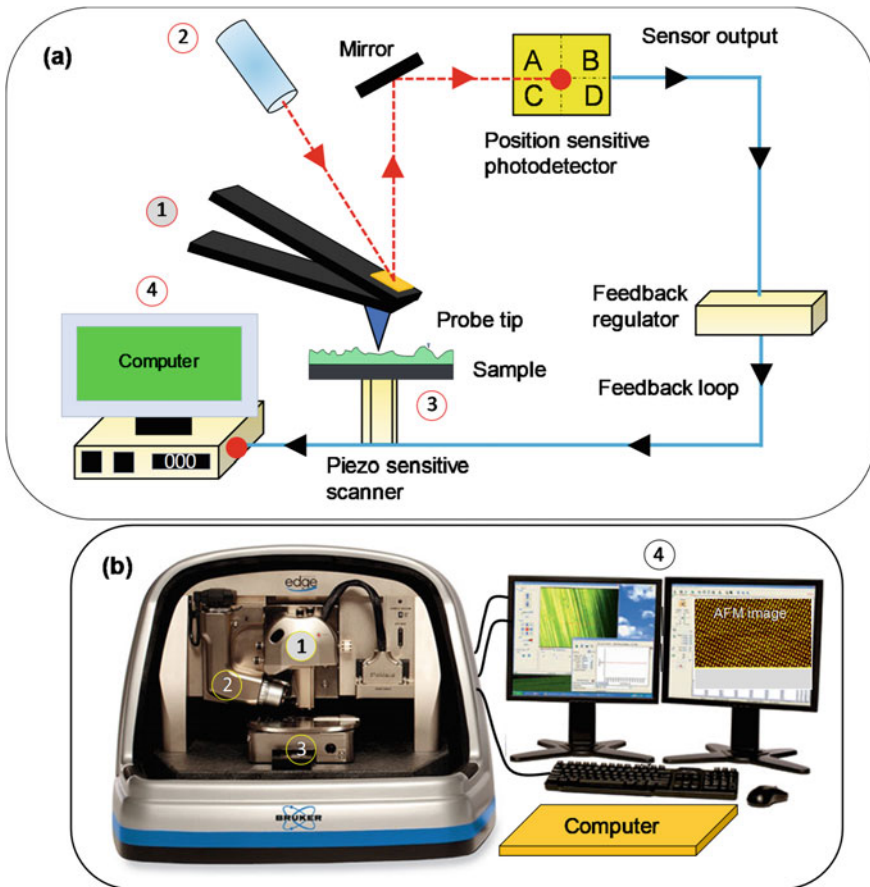 (a)
2
Mirror
A B
C D
Sensor output
Position sensitive
photodetector
1
4
Computer
000
Probe tip
Sample
3
Feedback
regulator
Feedback loop
Piezo sensitive
scanner
(b)
edge
1
2
3
BRUKER
4
AFM image
Computer